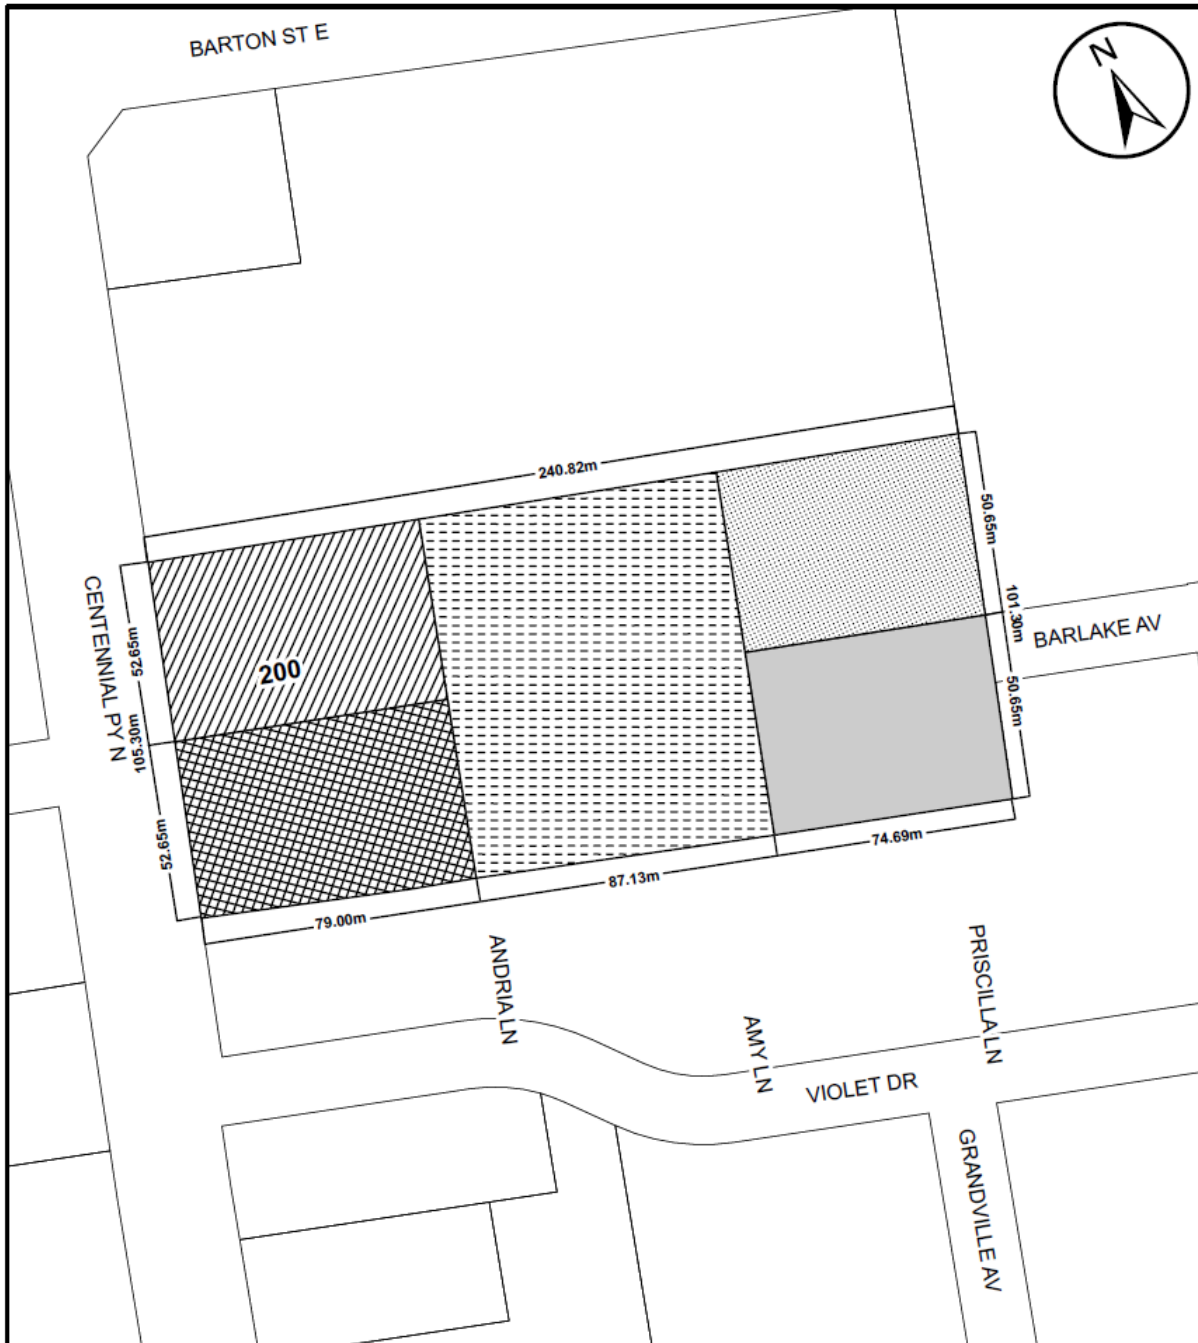 BARTON ST E
N
240.82m
50.65m
CENTENNIAL PY N
52.65m
200
101.30m
BARLAKE AV
105.30m
50.65m
52.65m
74.69m
87.13m
79.00m
ANDRIA LN
PRISCILLA LN
AMY LN
VIOLET DR
GRANDVILLE AV